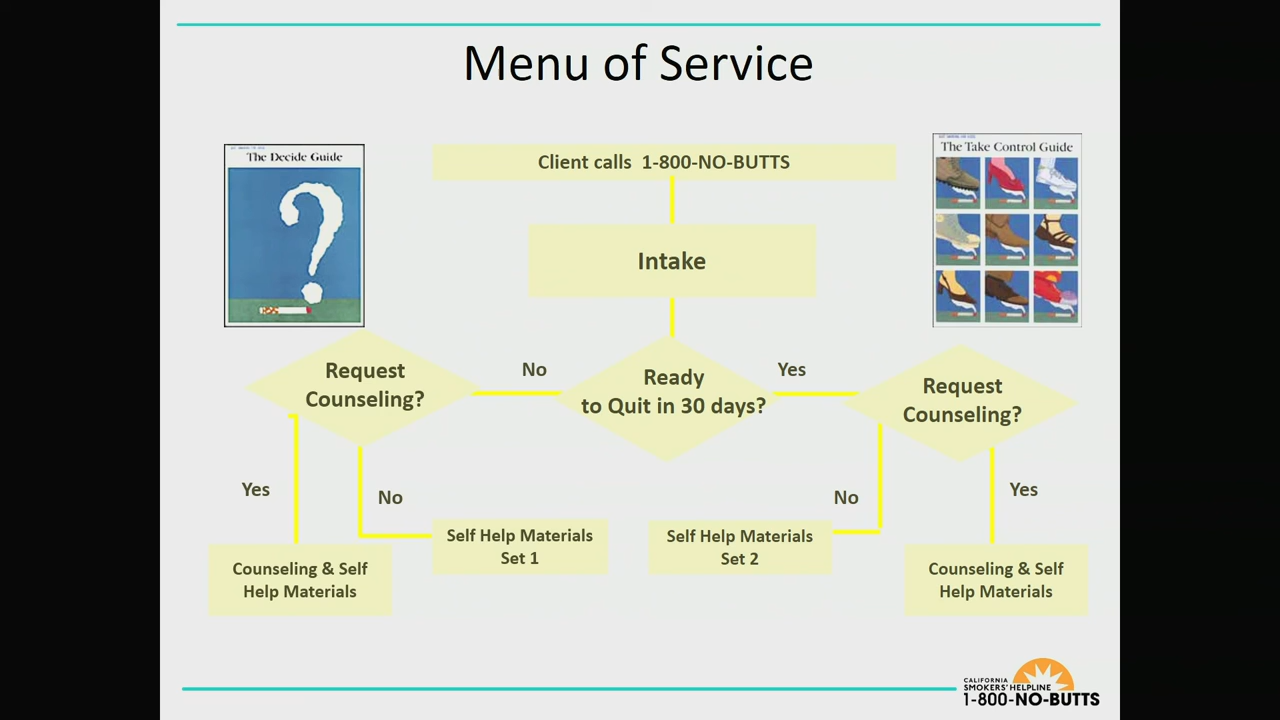 Menu of Service
The Decide Guide
The Take Control Guide
Client calls 1-800-NO-BUTTS
Intake
Request
Counseling?
No
Ready
to Quit in 30 days?
Yes
Request
Counseling?
Yes
No
No
Yes
Self Help Materials
Set 1
Self Help Materials
Set 2
Counseling & Self
Help Materials
Counseling & Self
Help Materials
CALIFORNIA
SMOKERS' HELPLINE
1-800-NO-BUTTS